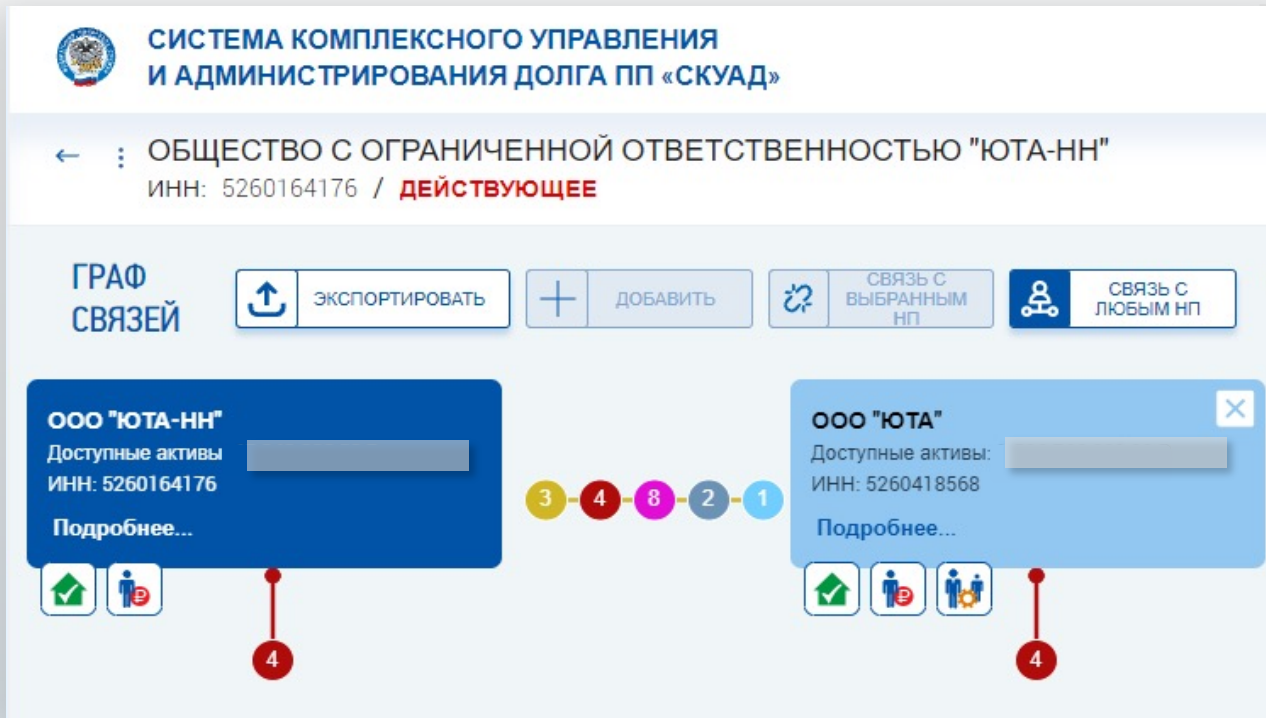 СИСТЕМА КОМПЛЕКСНОГО УПРАВЛЕНИЯ
И АДМИНИСТРИРОВАНИЯ ДОЛГА ПП «СКУАД»
ОБЩЕСТВО С ОГРАНИЧЕННОЙ ОТВЕТСТВЕННОСТЬЮ "ЮТА-НН"
ИНН: 5260164176 / ДЕЙСТВУЮЩЕЕ
ГРАФ
СВЯЗЕЙ
ЭКСПОРТИРОВАТЬ
ДОБАВИТЬ
СВЯЗЬ С
ВЫБРАННЫМ
НП
СВЯЗЬ С
ЛЮБЫМ НП
ООО "ЮТА-НН"
Доступные активы
ИНН: 5260164176
Подробнее...
3 4 8 2 1
ООО "ЮТА"
Доступные активы:
ИНН: 5260418568
Подробнее...
4
4